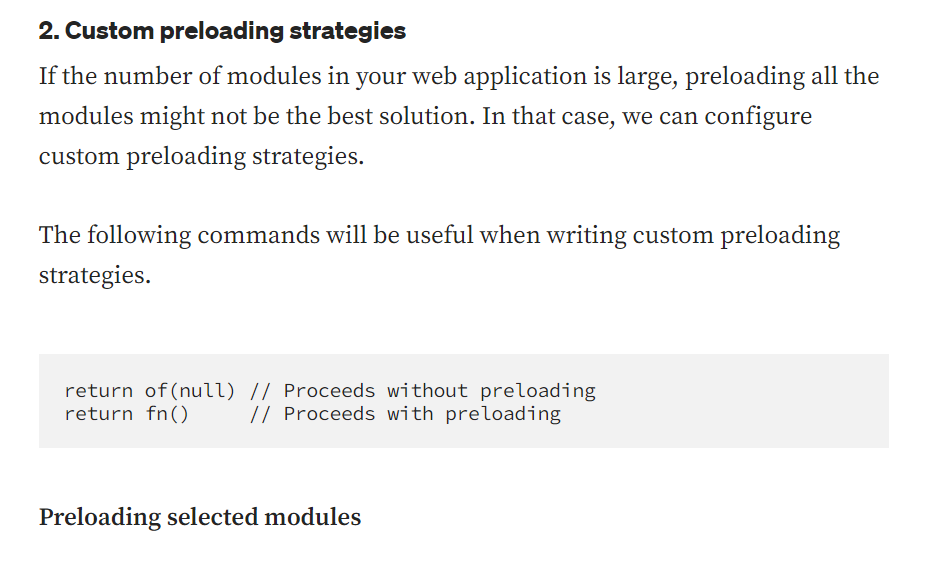 2. Custom preloading strategies
If the number of modules in your web application is large, preloading all the
modules might not be the best solution. In that case, we can configure
custom preloading strategies.
The following commands will be useful when writing custom preloading
strategies.
return of(null) // Proceeds without preloading
return fn()     // Proceeds with preloading
Preloading selected modules